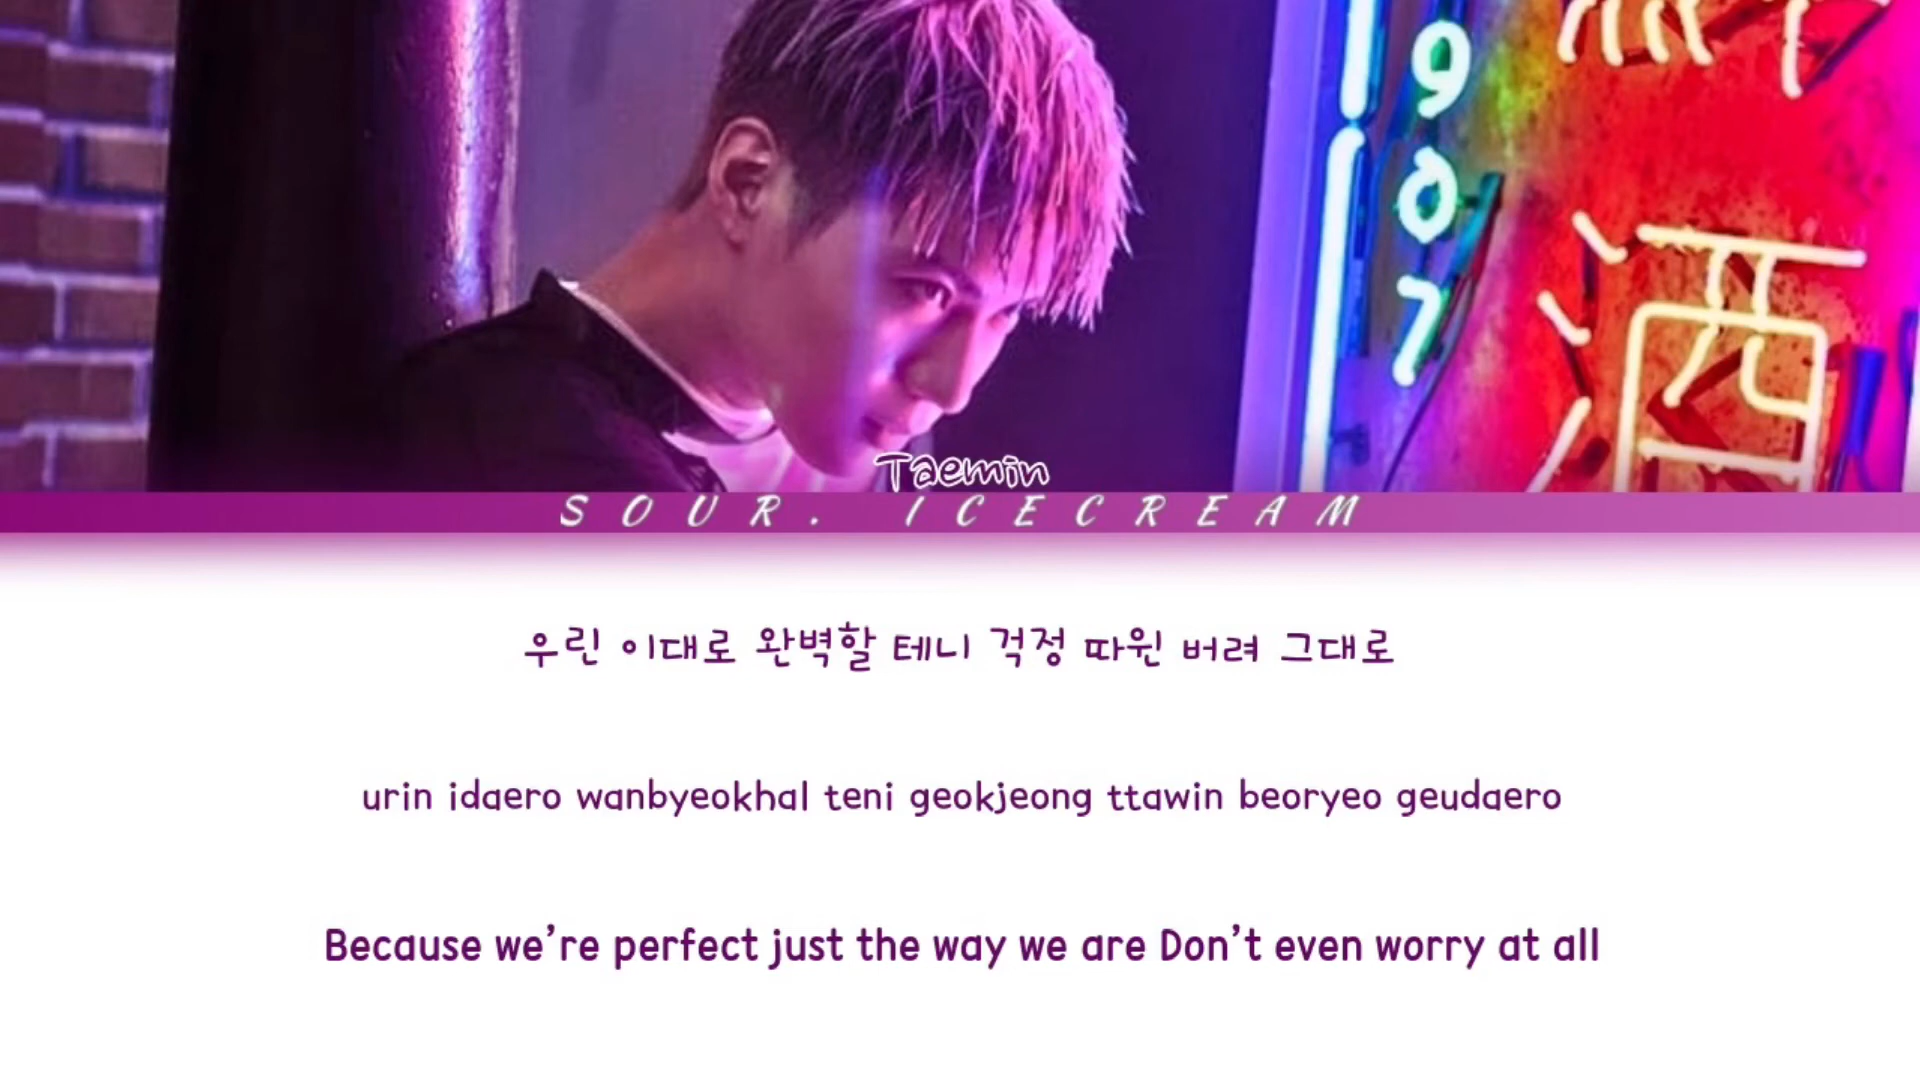 907
酒
Taemin
SOUR. ICECREAM
우린 이대로 완벽할 테니 걱정 따윈 버려 그대로
urin idaero wanbyeokhal teni geokjeong ttawin beoryeo geudaero
Because we're perfect just the way we are Don't even worry at all